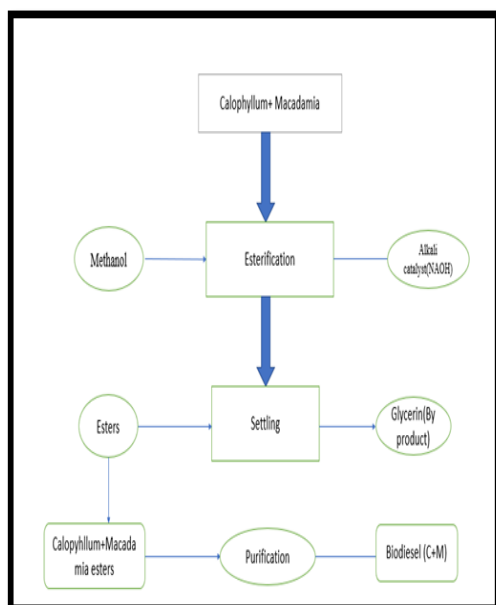 Calophyllum+ Macadamia
Methanol
Esterification
Alkali
catalyst(NAOH)
Esters
Settling
Glycerin(By
product)
Calopyhllum+Macada
mia esters
Purification
Biodiesel (C+M)